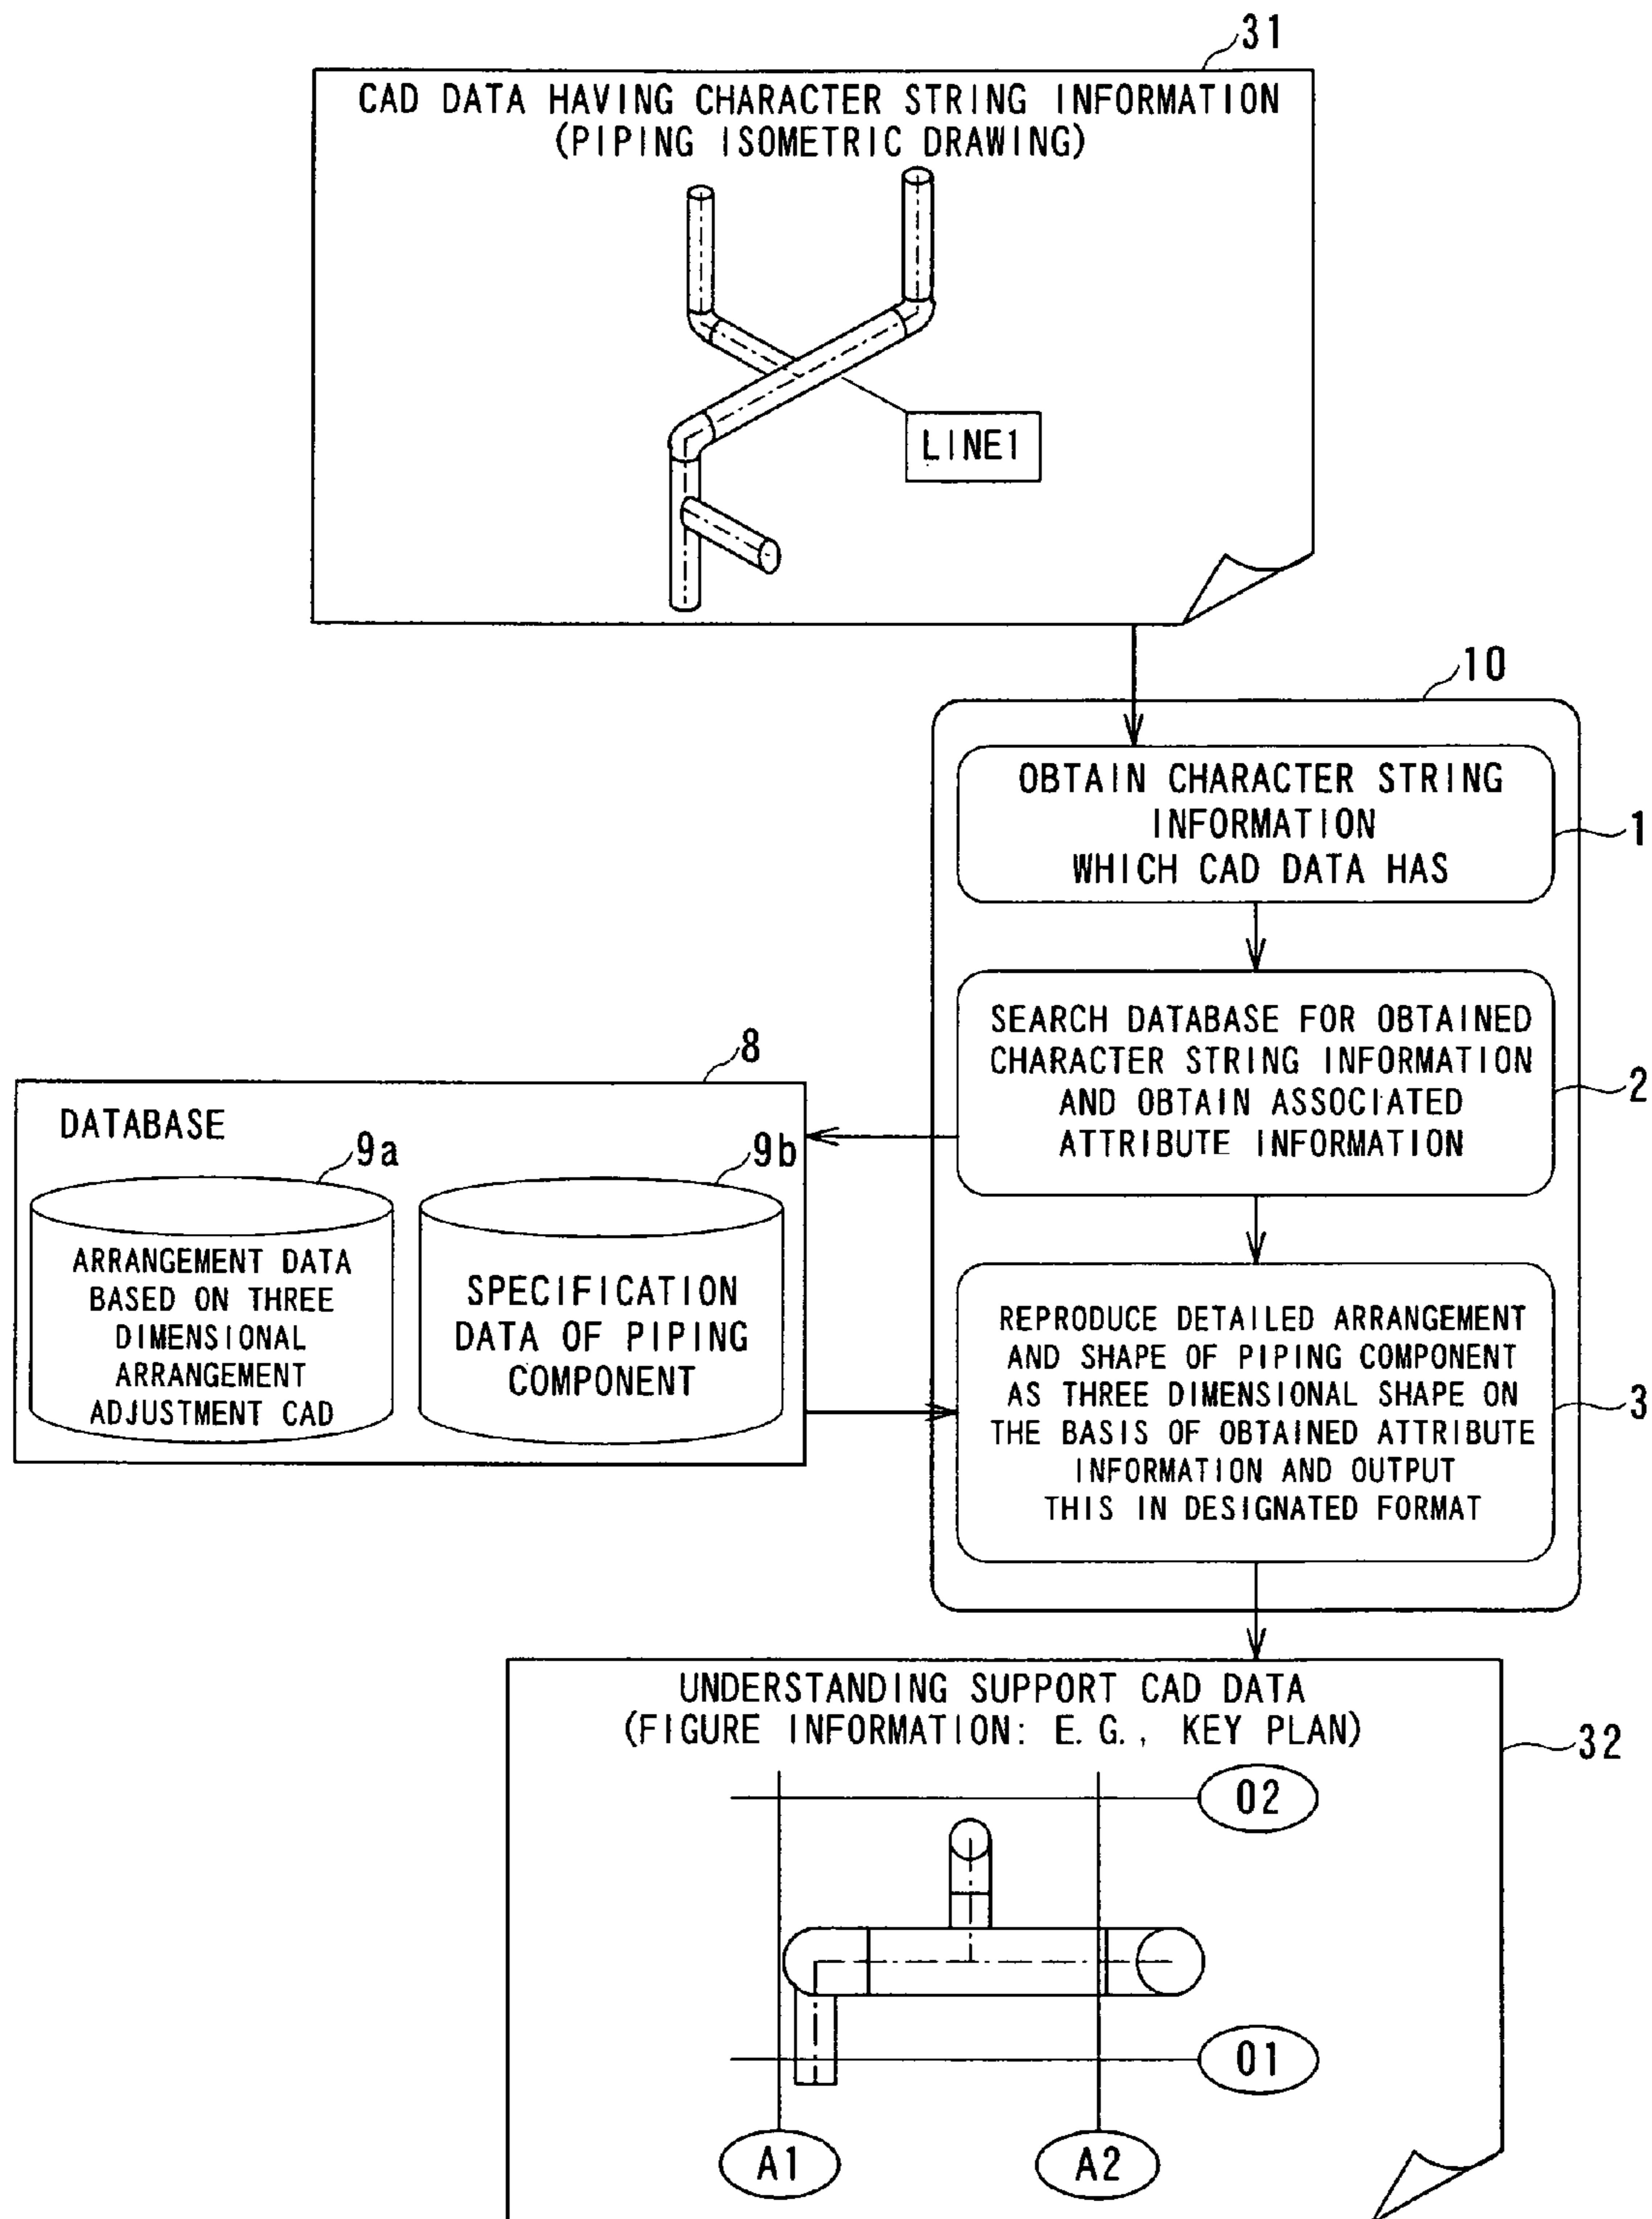 31
CAD DATA HAVING CHARACTER STRING INFORMATION
(PIPING ISOMETRIC DRAWING)
LINE1
10
OBTAIN CHARACTER STRING
INFORMATION
WHICH CAD DATA HAS
1
SEARCH DATABASE FOR OBTAINED
CHARACTER STRING INFORMATION
AND OBTAIN ASSOCIATED
ATTRIBUTE INFORMATION
2
8
DATABASE
9a
9b
ARRANGEMENT DATA
BASED ON THREE
DIMENSIONAL
ARRANGEMENT
ADJUSTMENT CAD
SPECIFICATION
DATA OF PIPING
COMPONENT
REPRODUCE DETAILED ARRANGEMENT
AND SHAPE OF PIPING COMPONENT
AS THREE DIMENSIONAL SHAPE ON
THE BASIS OF OBTAINED ATTRIBUTE
INFORMATION AND OUTPUT
THIS IN DESIGNATED FORMAT
3
UNDERSTANDING SUPPORT CAD DATA
(FIGURE INFORMATION: E.G., KEY PLAN)
32
02
01
A1
A2